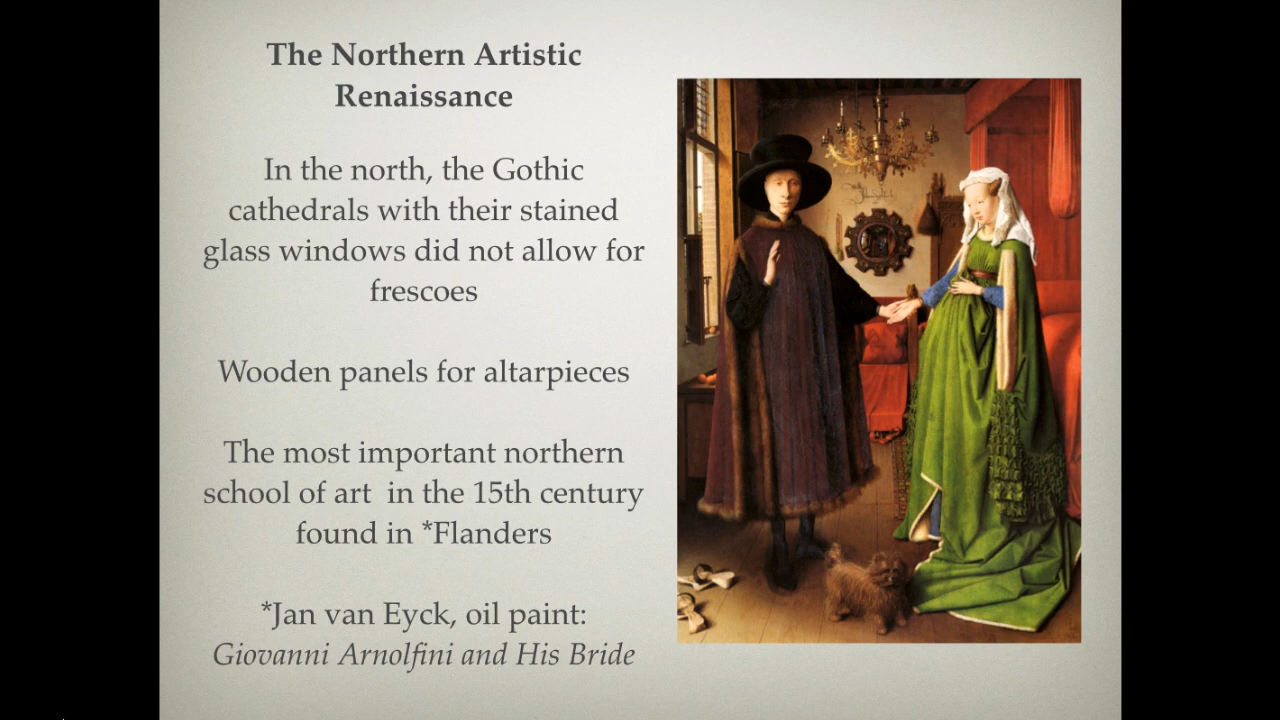 The Northern Artistic
Renaissance
In the north, the Gothic
cathedrals with their stained
glass windows did not allow for
frescoes
Wooden panels for altarpieces
The most important northern
school of art in the 15th century
found in *Flanders
*Jan van Eyck, oil paint:
Giovanni Arnolfini and His Bride